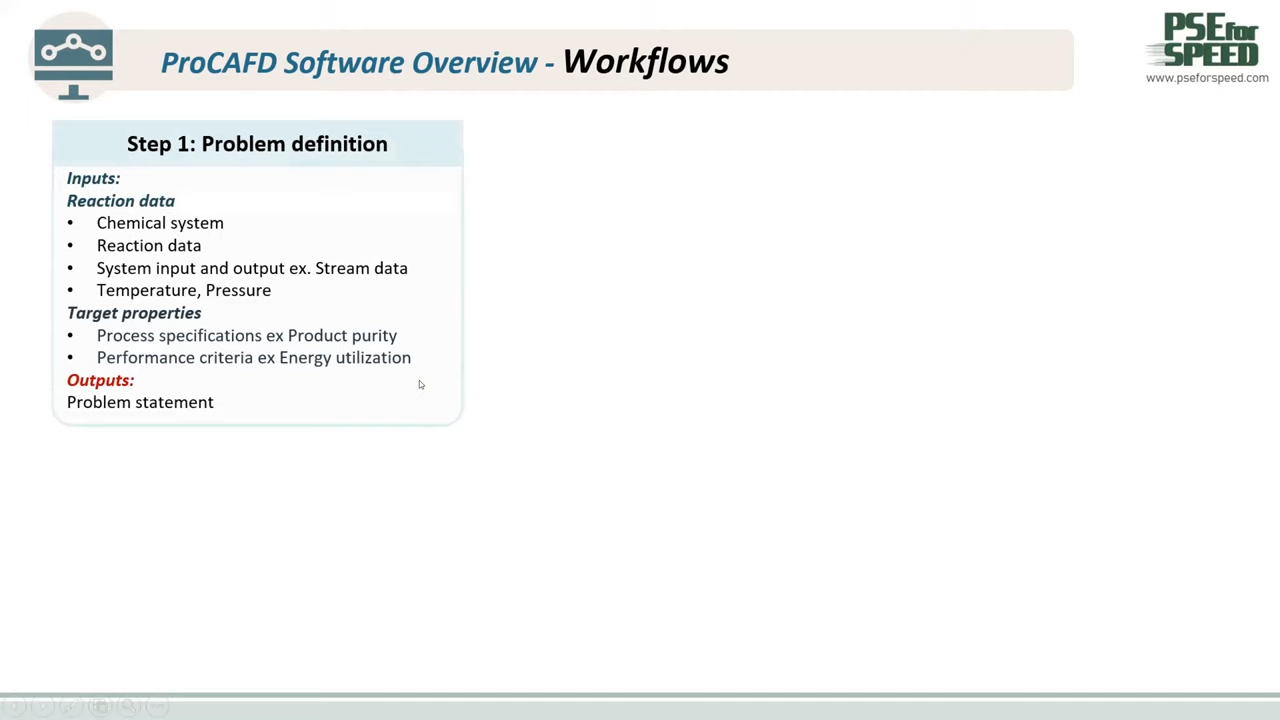 ProCAFD Software Overview - Workflows
PSE for
SPEED
www.pseforspeed.com
Step 1: Problem definition
Inputs:
Reaction data
• Chemical system
• Reaction data
• System input and output ex. Stream data
• Temperature, Pressure
Target properties
• Process specifications ex Product purity
• Performance criteria ex Energy utilization
Outputs:
Problem statement